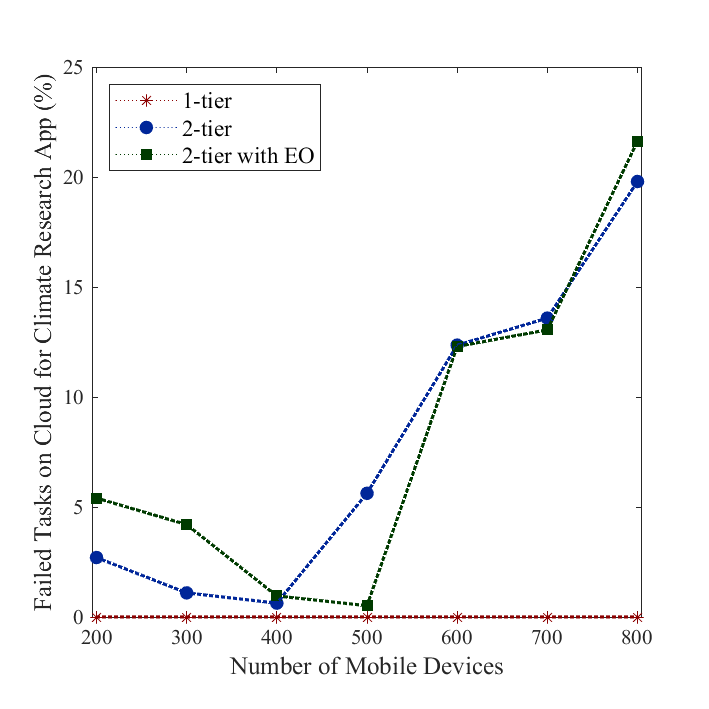 25
20
15
10
5
0
Failed Tasks on Cloud for Climate Research App (%)
1-tier
2-tier
2-tier with EO
200 300 400 500 600 700 800
Number of Mobile Devices